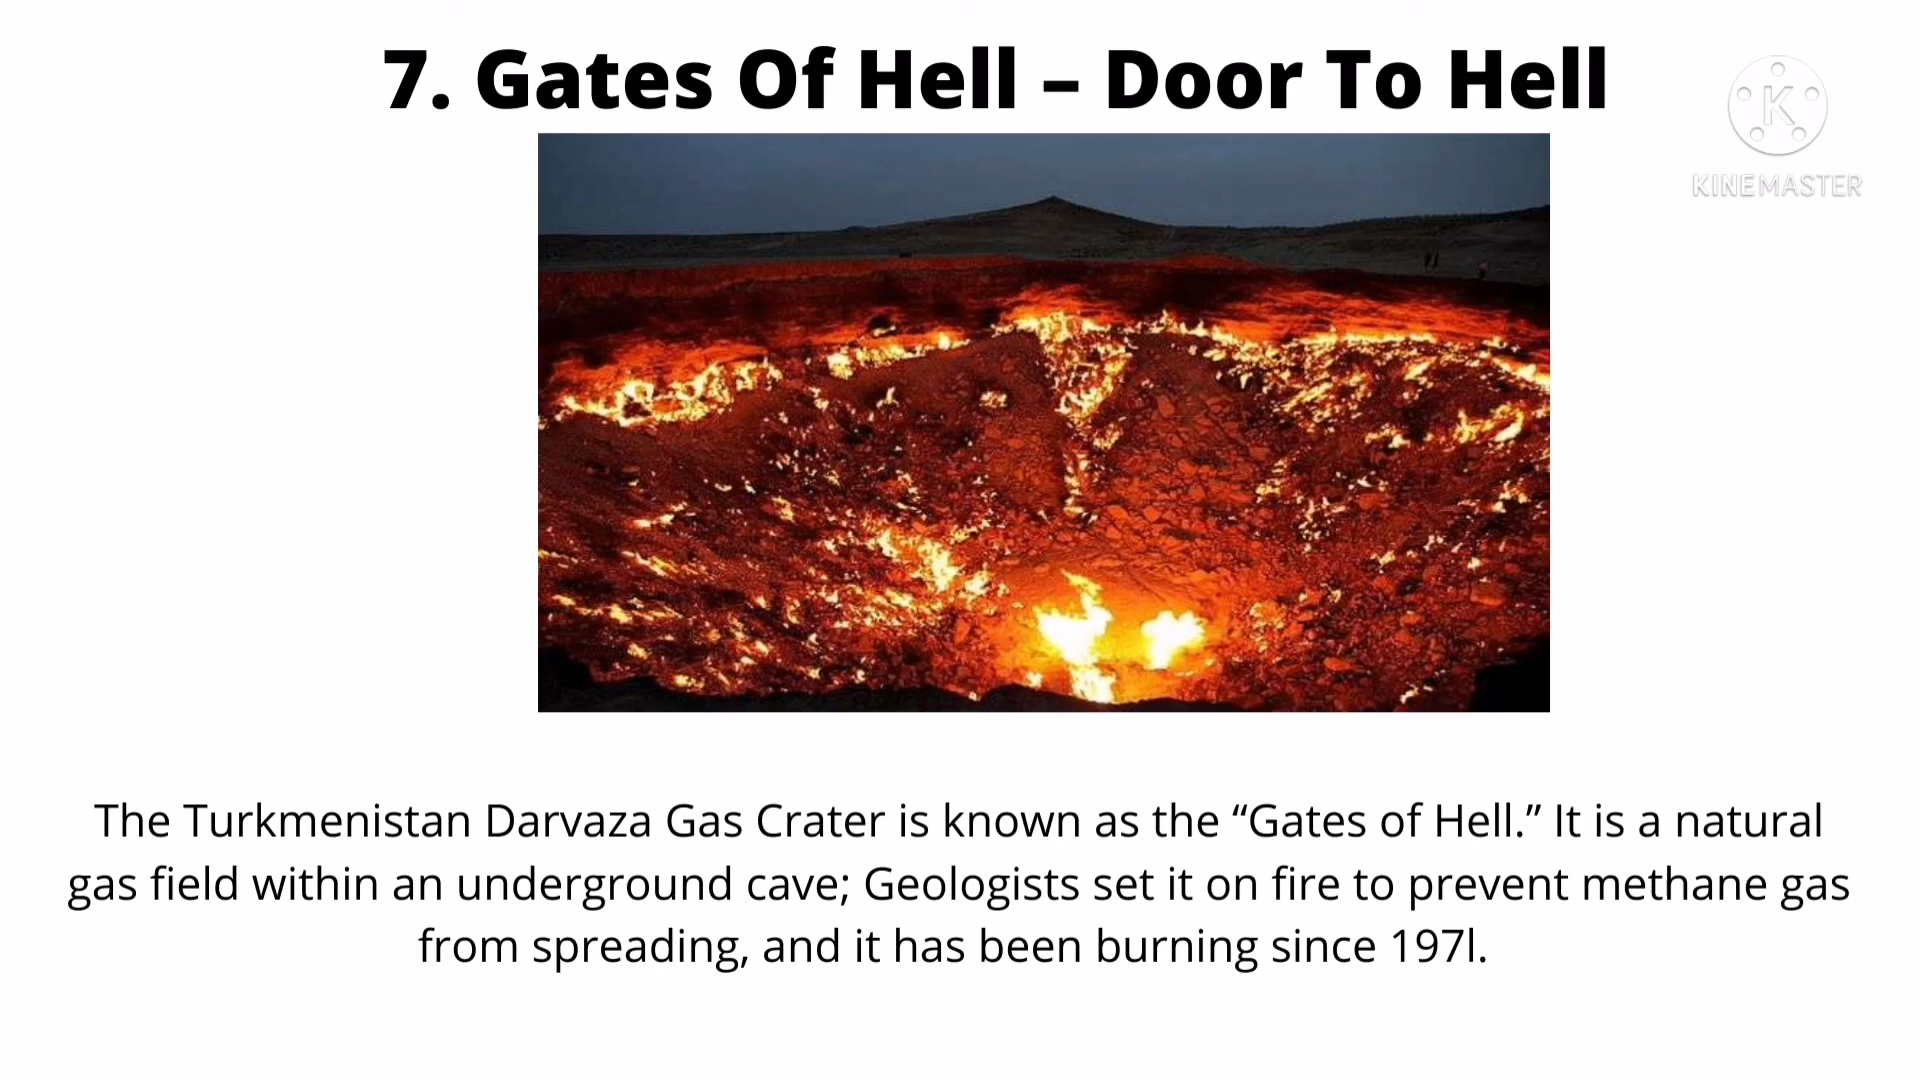 7. Gates Of Hell – Door To Hell
K
KINEMASTER
The Turkmenistan Darvaza Gas Crater is known as the “Gates of Hell.” It is a natural
gas field within an underground cave; Geologists set it on fire to prevent methane gas
from spreading, and it has been burning since 197l.